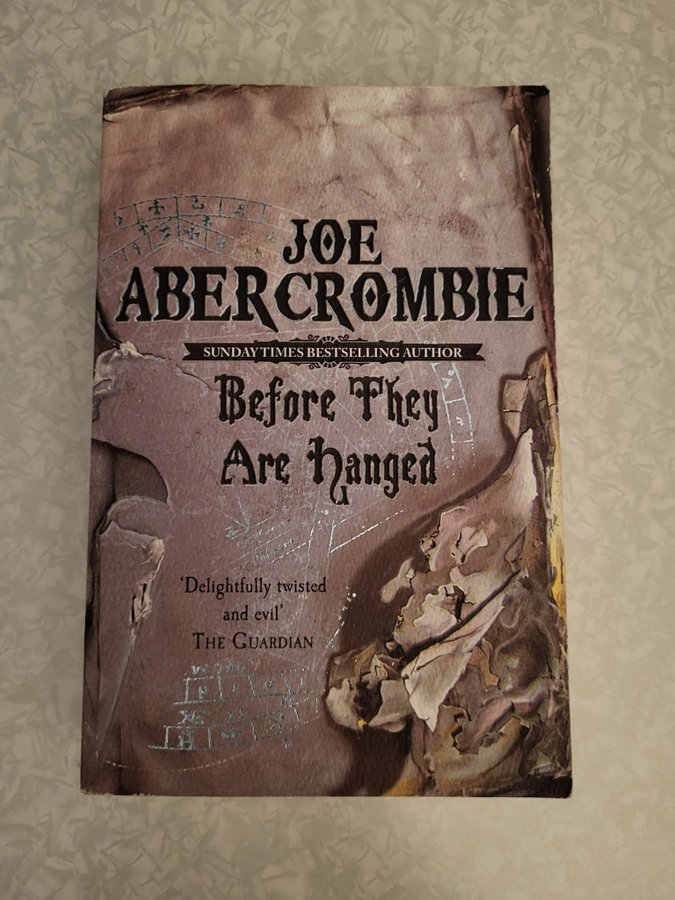 JOE
ABERCROMBIE
SUNDAY TIMES BESTSELLING AUTHOR
Before They
Are Hanged
'Delightfully twisted
and evil'
THE GUARDIAN